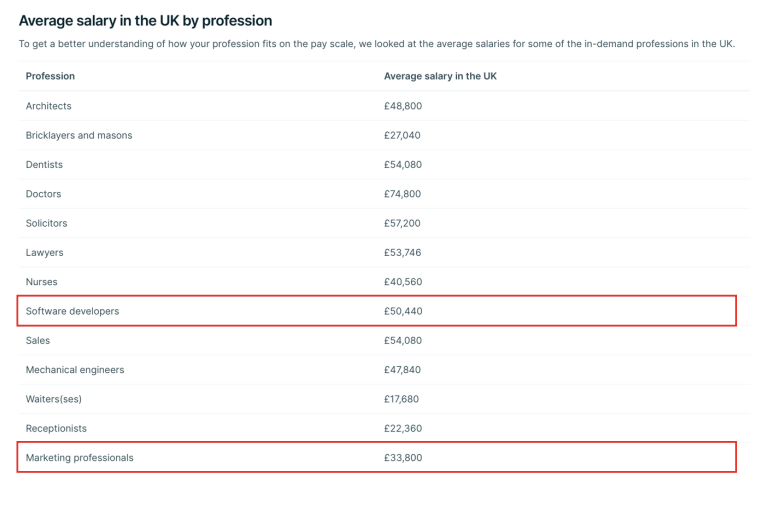 Average salary in the UK by profession
To get a better understanding of how your profession fits on the pay scale, we looked at the average salaries for some of the in-demand professions in the UK.
Profession Average salary in the UK
Architects £48,800
Bricklayers and masons £27,040
Dentists £54,080
Doctors £74,800
Solicitors £57,200
Lawyers £53,746
Nurses £40,560
Software developers £50,440
Sales £54,080
Mechanical engineers £47,840
Waiters(ses) £17,680
Receptionists £22,360
Marketing professionals £33,800